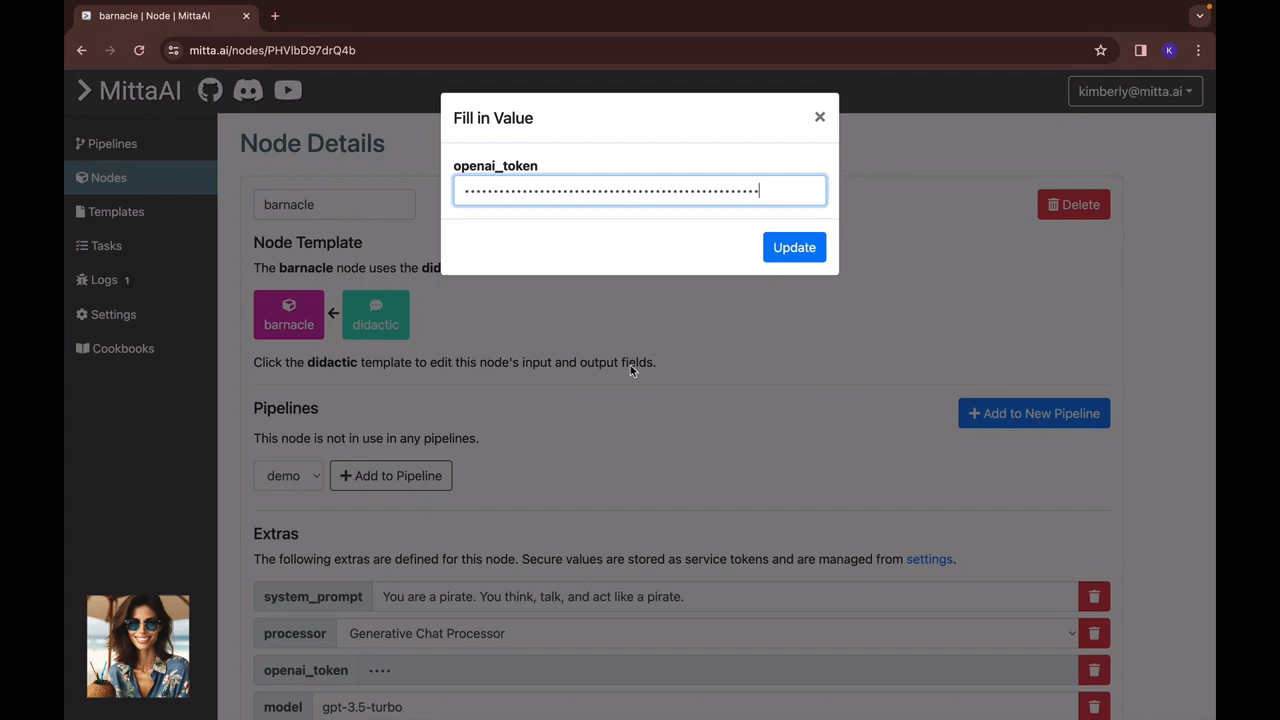 barnacle | Node | MittaAI
mitta.ai/nodes/PHVlbD97drQ4b
K
MittaAI
kimberly@mitta.ai
Pipelines
Nodes
Templates
Tasks
Logs 1
Settings
Cookbooks
Fill in Value
openai_token
••••••••••••••••••••••••••••••••••••••••••••••••••••
Update
Node Details
barnacle
Delete
Node Template
The barnacle node uses the did
barnacle
didactic
Click the didactic template to edit this node's input and output fields.
Pipelines
Add to New Pipeline
This node is not in use in any pipelines.
demo
Add to Pipeline
Extras
The following extras are defined for this node. Secure values are stored as service tokens and are managed from settings.
system_prompt You are a pirate. You think, talk, and act like a pirate.
processor Generative Chat Processor
openai_token ••••
model gpt-3.5-turbo